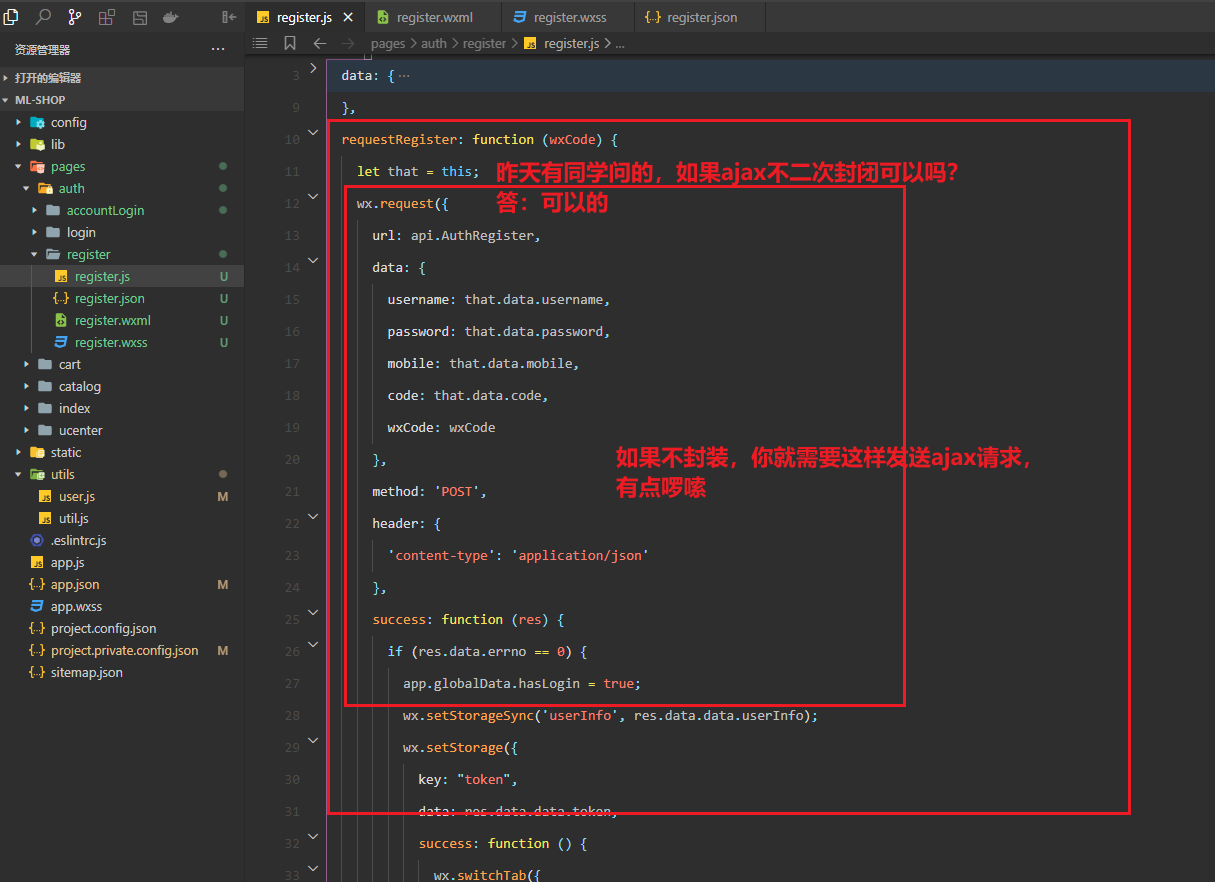 register.js
register.wxml
register.wxss
{..} register.json
资源管理器
...
pages > auth > register > JS register.js > ...
打开的编辑器
ML-SHOP
config
lib
pages
auth
accountLogin
login
register
register.js U
register.json U
register.wxml U
register.wxss U
cart
catalog
index
ucenter
static
utils
user.js M
util.js
.eslintrc.js
app.js
app.json M
app.wxss
project.config.json
project.private.config.json M
sitemap.json
3 data: { ...
9 },
10 requestRegister: function (wxCode) {
11 let that = this;
昨天有同学问的，如果ajax不二次封闭可以吗？
答：可以的
12 wx.request({
13 url: api.AuthRegister,
14 data: {
15 username: that.data.username,
16 password: that.data.password,
17 mobile: that.data.mobile,
18 code: that.data.code,
19 wxCode: wxCode
20 },
如果不封装，你就需要这样发送ajax请求，
有点啰嗦
21 method: 'POST',
22 header: {
23 'content-type': 'application/json'
24 },
25 success: function (res) {
26 if (res.data.errno == 0) {
27 app.globalData.hasLogin = true;
28 wx.setStorageSync('userInfo', res.data.data.userInfo);
29 wx.setStorage({
30 key: "token",
31 data: res.data.data.token,
32 success: function () {
33 wx.switchTab({